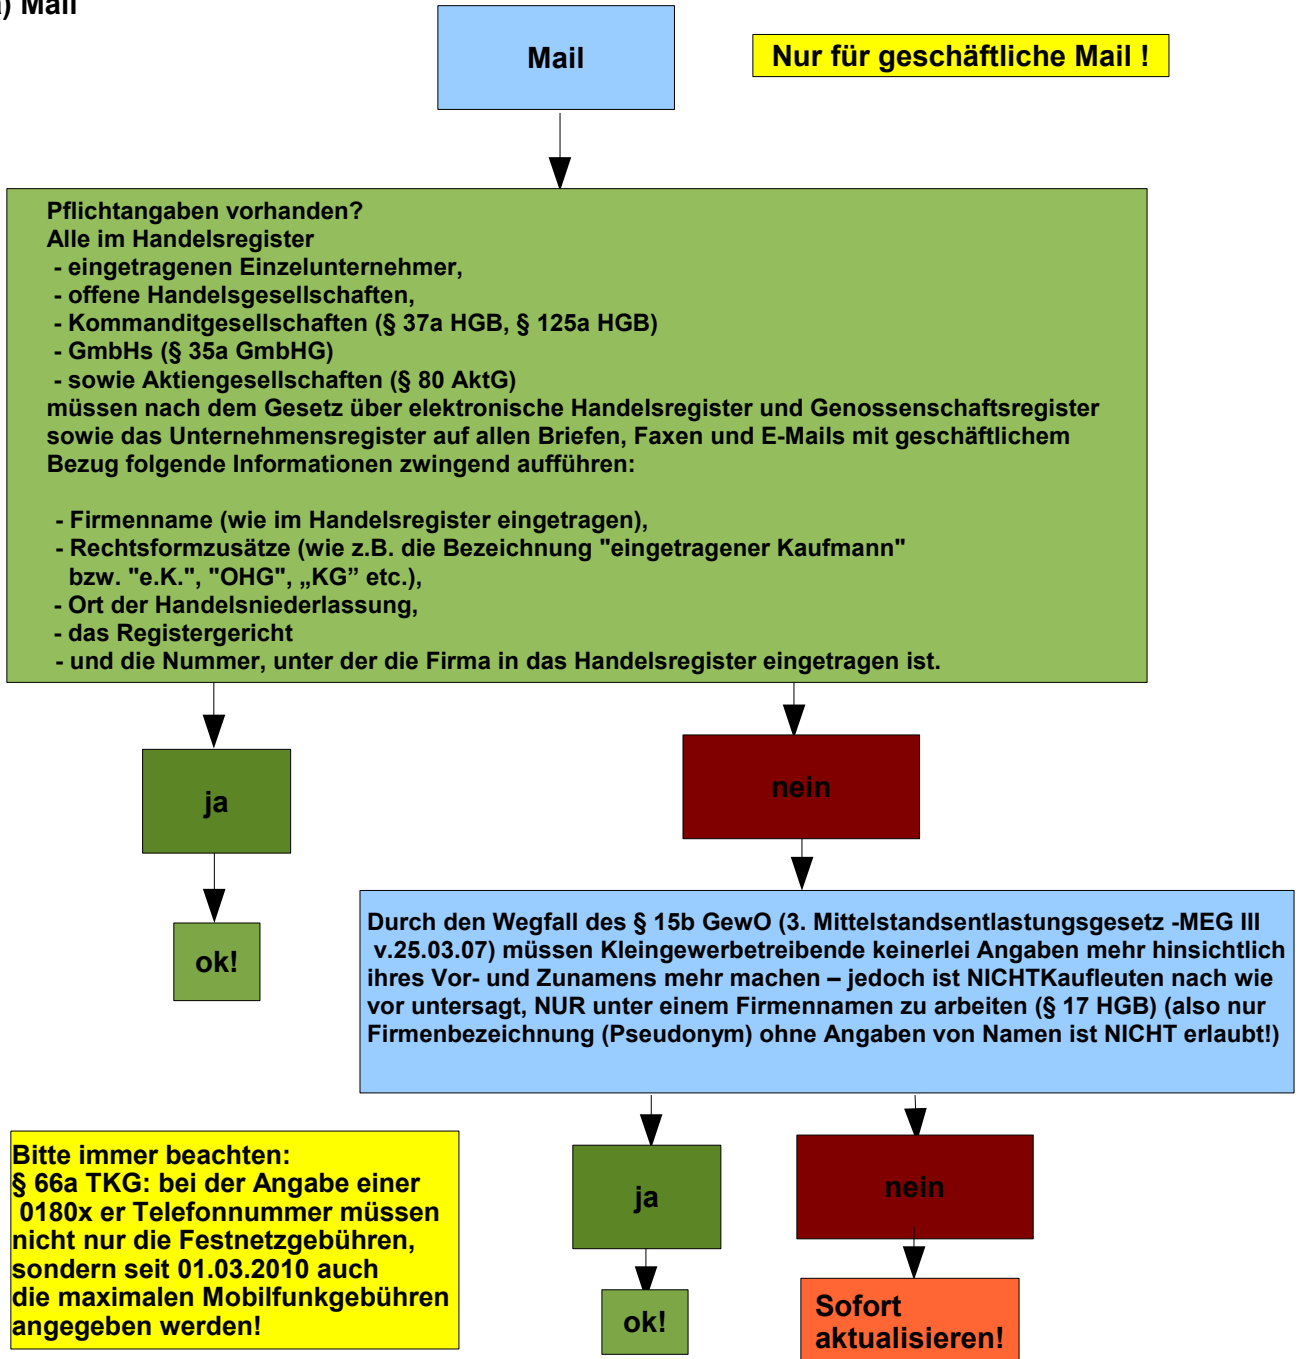 a) Mail
Mail
Nur für geschäftliche Mail !
Pflichtangaben vorhanden?
Alle im Handelsregister
- eingetragenen Einzelunternehmer,
- offene Handelsgesellschaften,
- Kommanditgesellschaften (§ 37a HGB, § 125a HGB)
- GmbHs (§ 35a GmbHG)
- sowie Aktiengesellschaften (§ 80 AktG)
müssen nach dem Gesetz über elektronische Handelsregister und Genossenschaftsregister
sowie das Unternehmensregister auf allen Briefen, Faxen und E-Mails mit geschäftlichem
Bezug folgende Informationen zwingend aufführen:
- Firmenname (wie im Handelsregister eingetragen),
- Rechtsformzusätze (wie z.B. die Bezeichnung "eingetragener Kaufmann"
bzw. "e.K.", "OHG", „KG” etc.),
- Ort der Handelsniederlassung,
- das Registergericht
- und die Nummer, unter der die Firma in das Handelsregister eingetragen ist.
ja
nein
ok!
Durch den Wegfall des § 15b GewO (3. Mittelstandsentlastungsgesetz -MEG III
v.25.03.07) müssen Kleingewerbetreibende keinerlei Angaben mehr hinsichtlich
ihres Vor- und Zunamens mehr machen – jedoch ist NICHTKaufleuten nach wie
vor untersagt, NUR unter einem Firmennamen zu arbeiten (§ 17 HGB) (also nur
Firmenbezeichnung (Pseudonym) ohne Angaben von Namen ist NICHT erlaubt!)
Bitte immer beachten:
§ 66a TKG: bei der Angabe einer
0180x er Telefonnummer müssen
nicht nur die Festnetzgebühren,
sondern seit 01.03.2010 auch
die maximalen Mobilfunkgebühren
angegeben werden!
ja
nein
ok!
Sofort
aktualisieren!